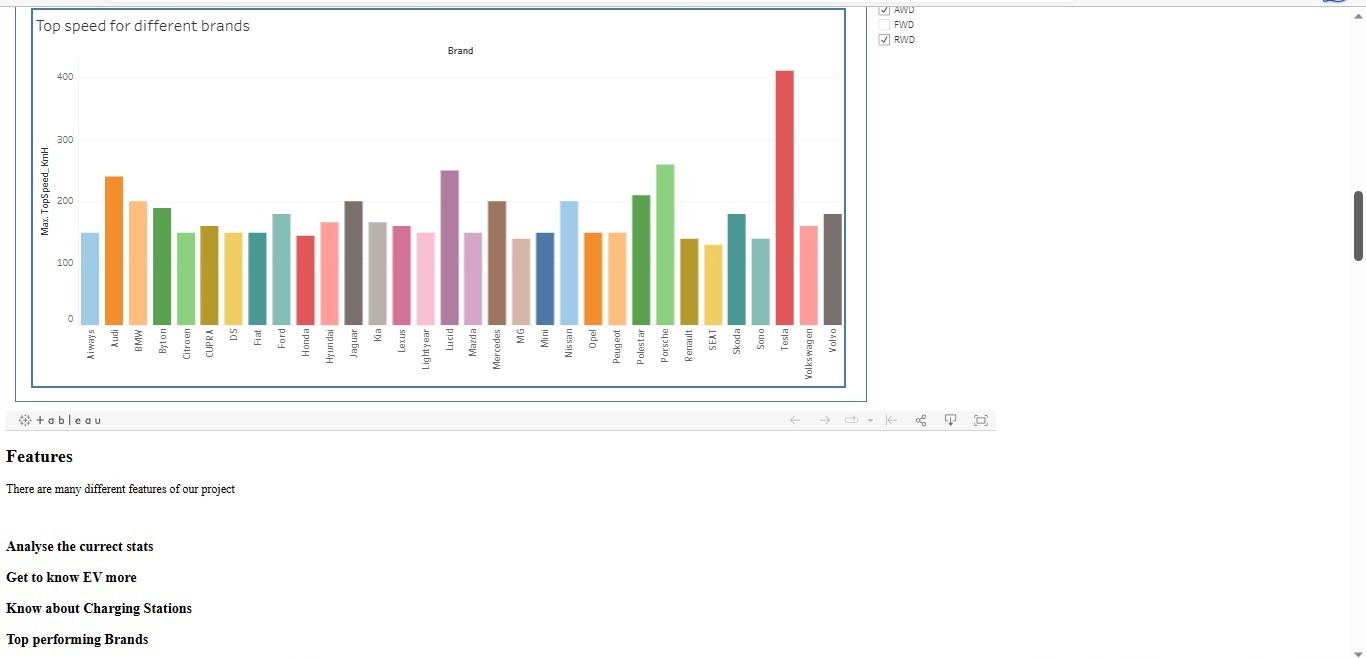 AWD
Top speed for different brands
FWD
RWD
Brand
Max. TopSpeed_KmH
400
300
200
100
0
Aiways
Audi
BMW
Byton
Citroen
CUPRA
DS
Fiat
Ford
Honda
Hyundai
Jaguar
Kia
Lexus
Lightyear
Lucid
Mazda
Mercedes
MG
Mini
Nissan
Opel
Peugeot
Polestar
Porsche
Renault
SEAT
Skoda
Sono
Tesla
Volkswagen
Volvo
+ a b l e a u
Features
There are many different features of our project
Analyse the currect stats
Get to know EV more
Know about Charging Stations
Top performing Brands